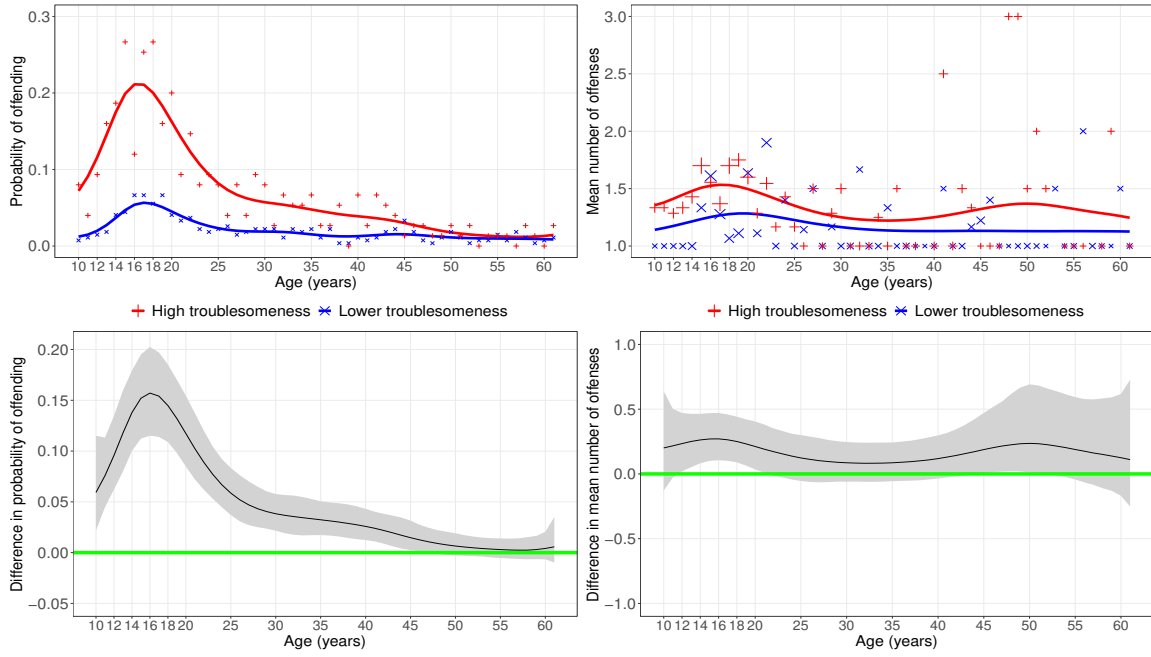 Probability of offending
0.3
0.2
0.1
0.0
10 12 14 16 18 20 25 30 35 40 45 50 55 60
Age (years)
High troublesomeness Lower troublesomeness
Mean number of offenses
3.0
2.5
2.0
1.5
1.0
10 12 14 16 18 20 25 30 35 40 45 50 55 60
Age (years)
High troublesomeness Lower troublesomeness
Difference in probability of offending
0.20
0.15
0.10
0.05
0.00
−0.05
10 12 14 16 18 20 25 30 35 40 45 50 55 60
Age (years)
Difference in mean number of offenses
1.0
0.5
0.0
−0.5
−1.0
10 12 14 16 18 20 25 30 35 40 45 50 55 60
Age (years)